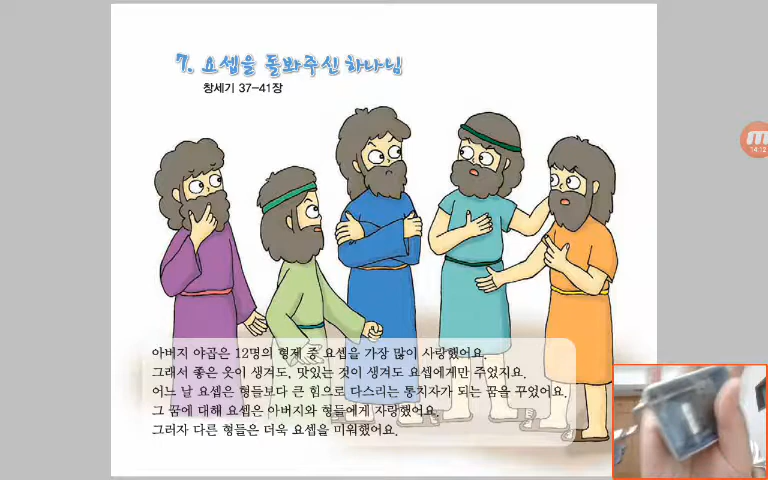 7. 요셉을 돌봐주신 하나님
창세기 37-41장
아버지 야곱은 12명의 형제 중 요셉을 가장 많이 사랑했어요.
그래서 좋은 옷이 생겨도, 맛있는 것이 생겨도 요셉에게만 주었지요.
어느 날 요셉은 형들보다 큰 힘으로 다스리는 통치자가 되는 꿈을 꾸었어요.
그 꿈에 대해 요셉은 아버지와 형들에게 자랑했어요.
그러자 다른 형들은 더욱 요셉을 미워했어요.
14:12